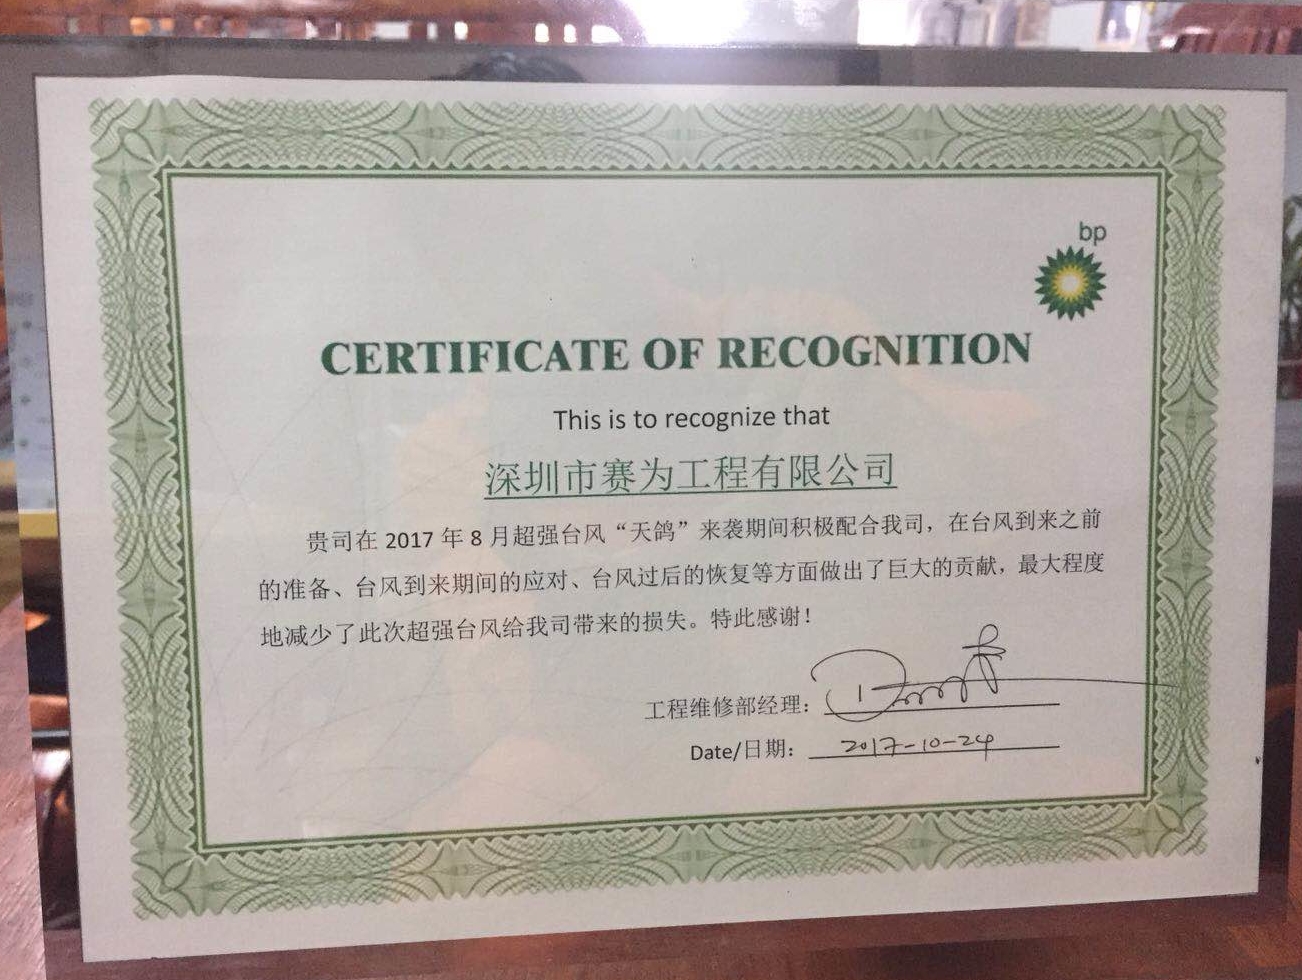 bp
CERTIFICATE OF RECOGNITION
This is to recognize that
深圳市赛为工程有限公司
贵司在 2017 年 8 月超强台风“天鸽”来袭期间积极配合我司，在台风到来之前
的准备、台风到来期间的应对、台风过后的恢复等方面做出了巨大的贡献，最大程度
地减少了此次超强台风给我司带来的损失。特此感谢！
工程维修部经理：
Date/日期： 2017-10-24